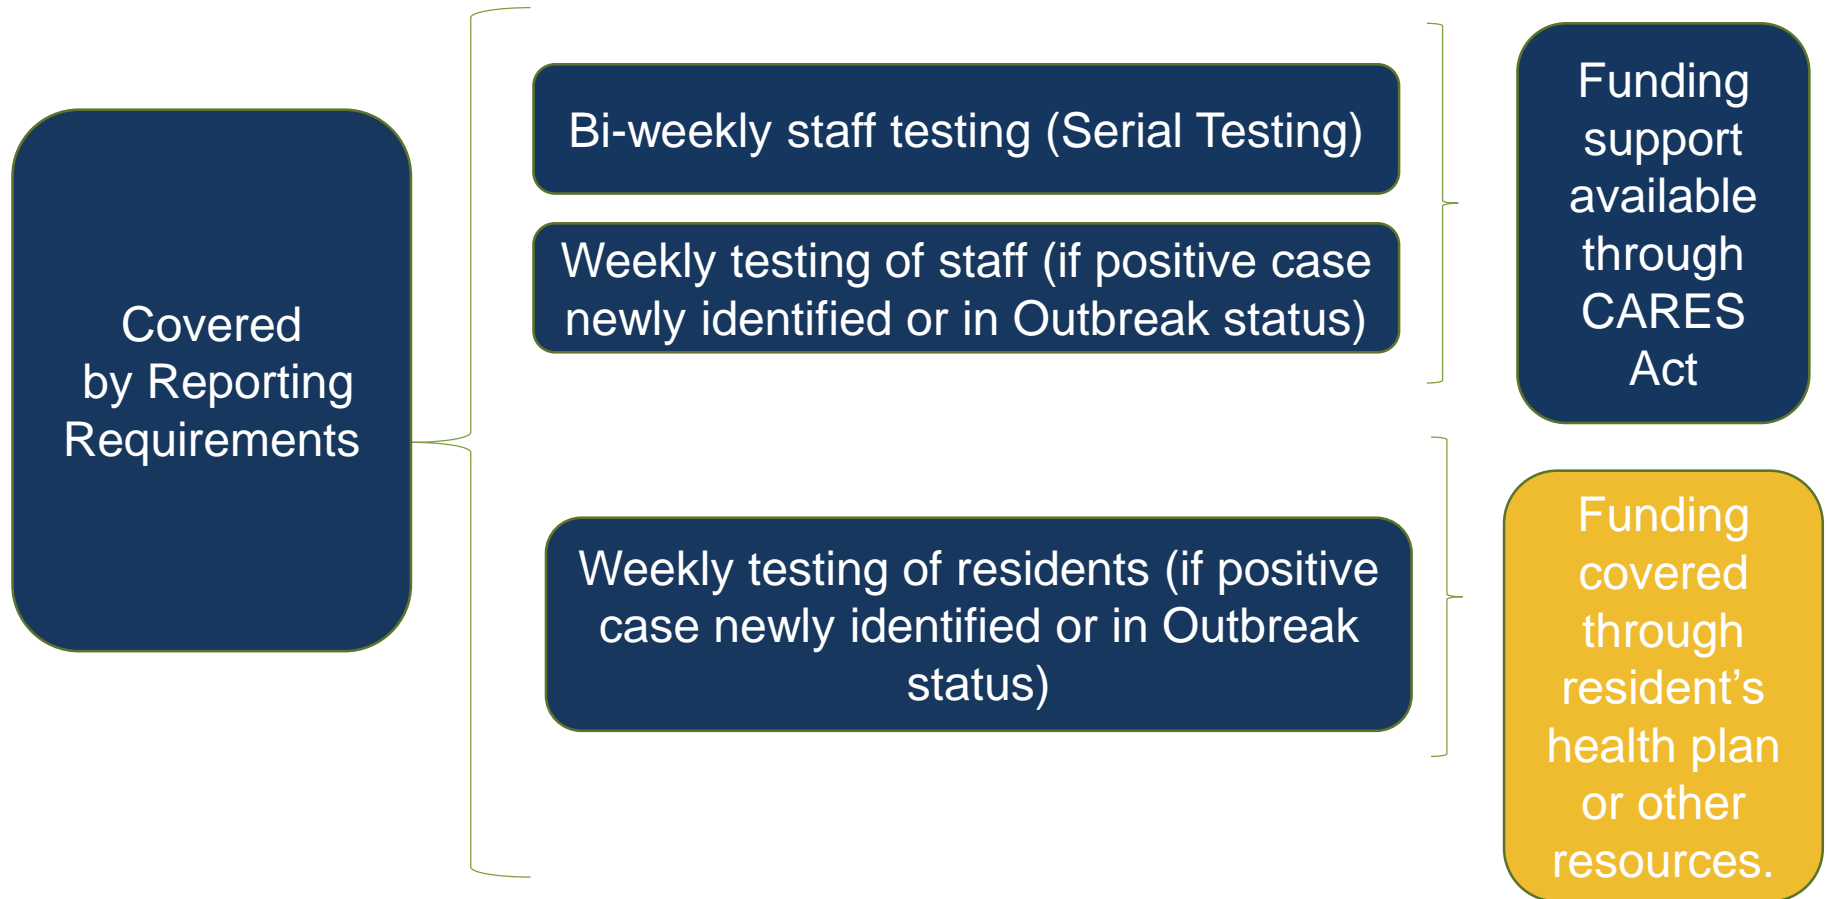 Covered
by Reporting
Requirements
Bi-weekly staff testing (Serial Testing)
Weekly testing of staff (if positive case
newly identified or in Outbreak status)
Weekly testing of residents (if positive
case newly identified or in Outbreak
status)
Funding
support
available
through
CARES
Act
Funding
covered
through
resident’s
health plan
or other
resources.